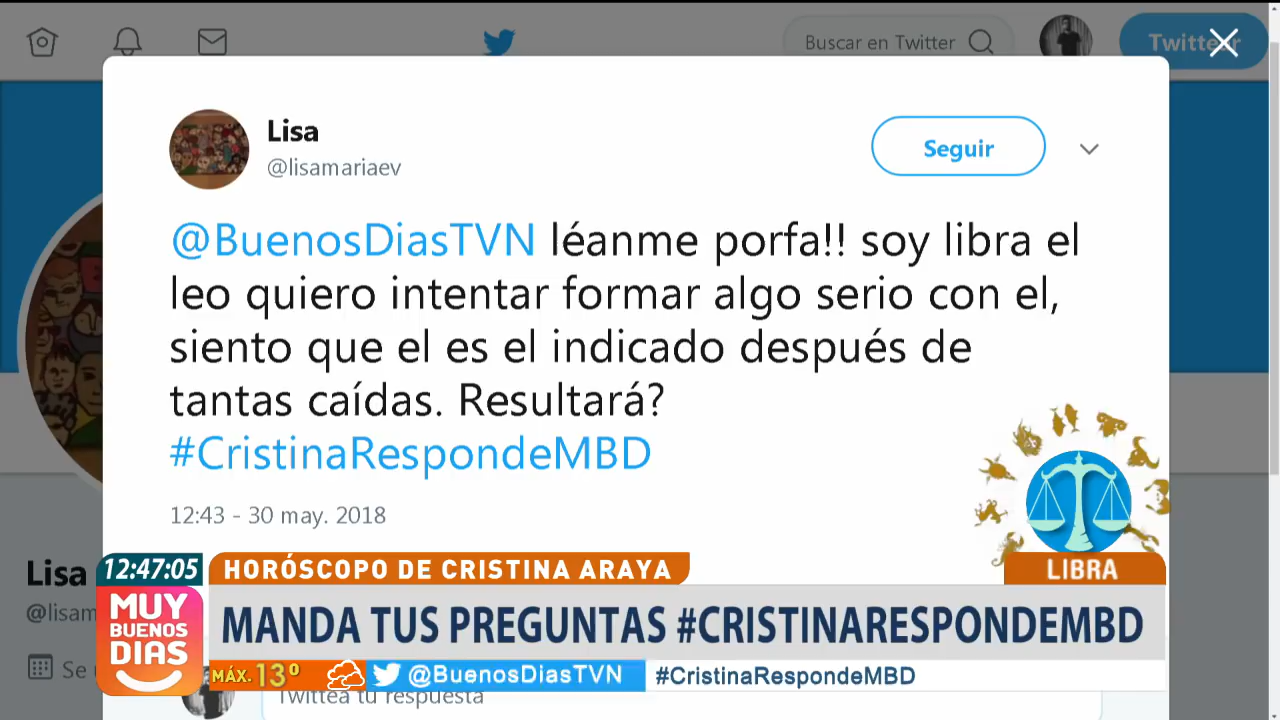 Buscar en Twitter
Lisa
@lisamariaev
Seguir
@BuenosDiasTVN léanme porfa!! soy libra el
leo quiero intentar formar algo serio con el,
siento que el es el indicado después de
tantas caídas. Resultará?
#CristinaRespondeMBD
12:43 - 30 may. 2018
LIBRA
Lisa
@lisam
Se
12:47:05
HORÓSCOPO DE CRISTINA ARAYA
MUY
BUENOS
DIAS
MANDA TUS PREGUNTAS #CRISTINARESPONDEMBD
MÁX. 13º
@BuenosDiasTVN
#CristinaRespondeMBD
Twittea tu respuesta